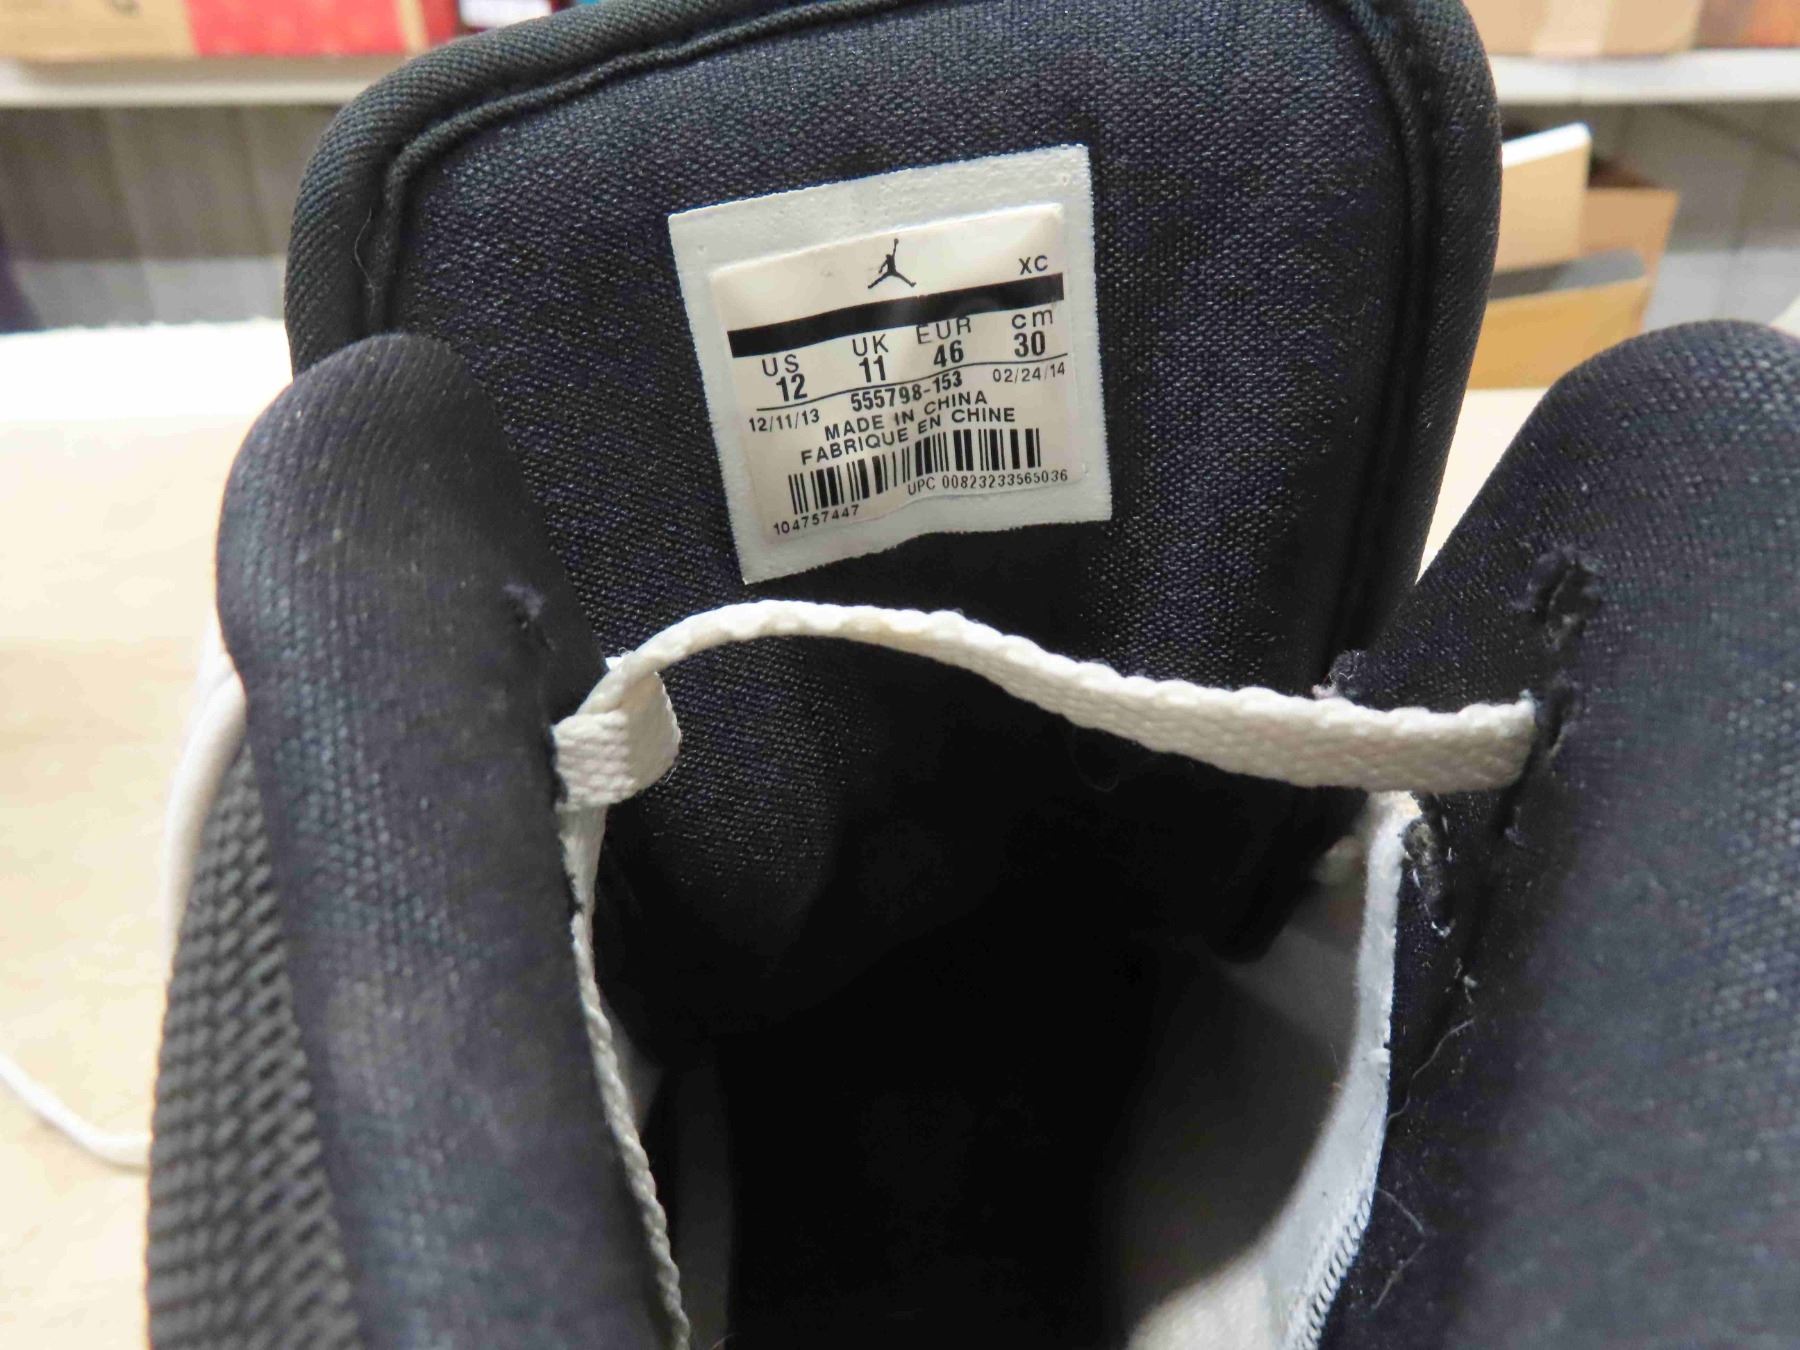 XC
US UK EUR cm
12 11 46 30
12/11/13 555798-153 02/24/14
MADE IN CHINA
FABRIQUE EN CHINE
UPC 00823233565036
104757447